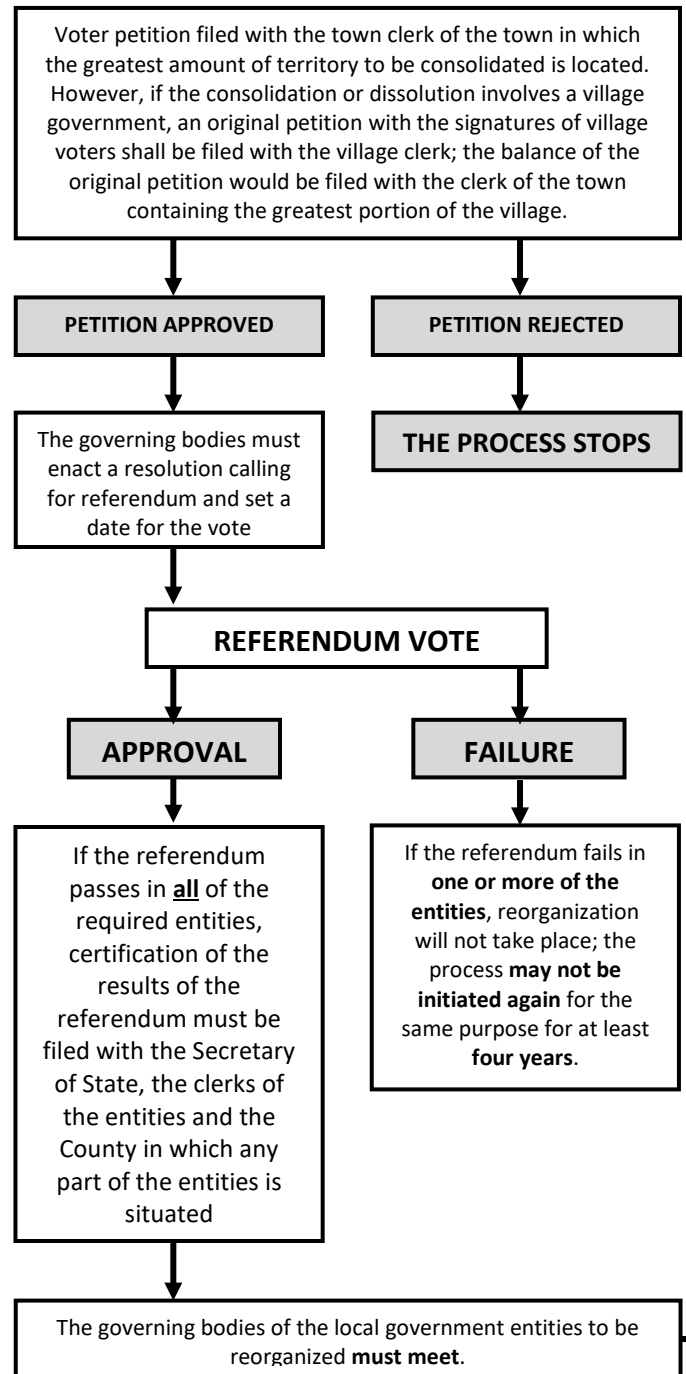 Voter petition filed with the town clerk of the town in which
the greatest amount of territory to be consolidated is located.
However, if the consolidation or dissolution involves a village
government, an original petition with the signatures of village
voters shall be filed with the village clerk; the balance of the
original petition would be filed with the clerk of the town
containing the greatest portion of the village.
PETITION APPROVED
PETITION REJECTED
The governing bodies must
enact a resolution calling
for referendum and set a
date for the vote
THE PROCESS STOPS
REFERENDUM VOTE
APPROVAL
FAILURE
If the referendum
passes in all of the
required entities,
certification of the
results of the
referendum must be
filed with the Secretary
of State, the clerks of
the entities and the
County in which any
part of the entities is
situated
If the referendum fails in
one or more of the
entities, reorganization
will not take place; the
process may not be
initiated again for the
same purpose for at least
four years.
The governing bodies of the local government entities to be
reorganized must meet.